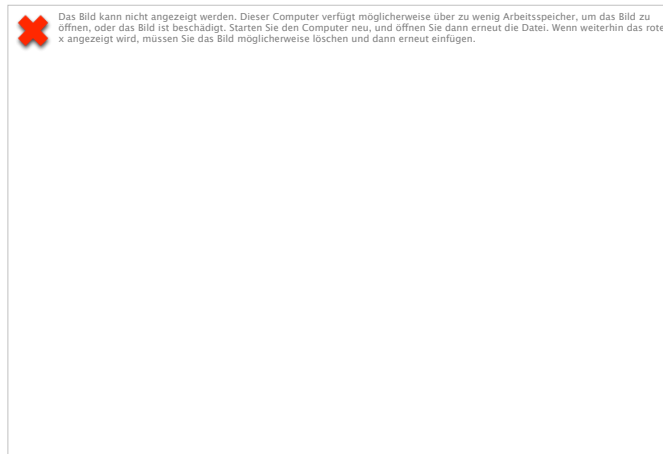 Das Bild kann nicht angezeigt werden. Dieser Computer verfügt möglicherweise über zu wenig Arbeitsspeicher, um das Bild zu
öffnen, oder das Bild ist beschädigt. Starten Sie den Computer neu, und öffnen Sie dann erneut die Datei. Wenn weiterhin das rote
x angezeigt wird, müssen Sie das Bild möglicherweise löschen und dann erneut einfügen.